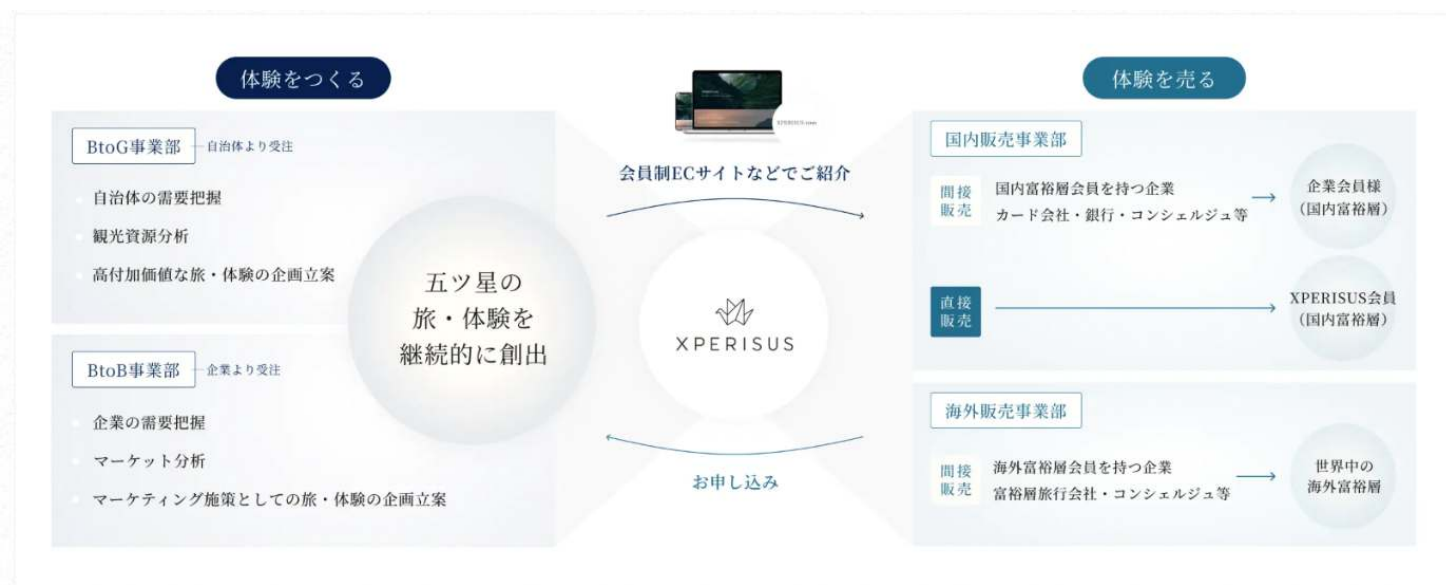 体験をつくる
BtoG事業部
自治体より受注
自治体の需要把握
観光資源分析
高付加価値な旅・体験の企画立案
BtoB事業部
企業より受注
企業の需要把握
マーケット分析
マーケティング施策としての旅・体験の企画立案
五ツ星の
旅・体験を
継続的に創出
会員制ECサイトなどでご紹介
XPERISUS
お申し込み
体験を売る
国内販売事業部
間接
販売
国内富裕層会員を持つ企業
カード会社・銀行・コンシェルジュ等
企業会員様
（国内富裕層）
直接
販売
XPERISUS会員
（国内富裕層）
海外販売事業部
間接
販売
海外富裕層会員を持つ企業
富裕層旅行会社・コンシェルジュ等
世界中の
海外富裕層